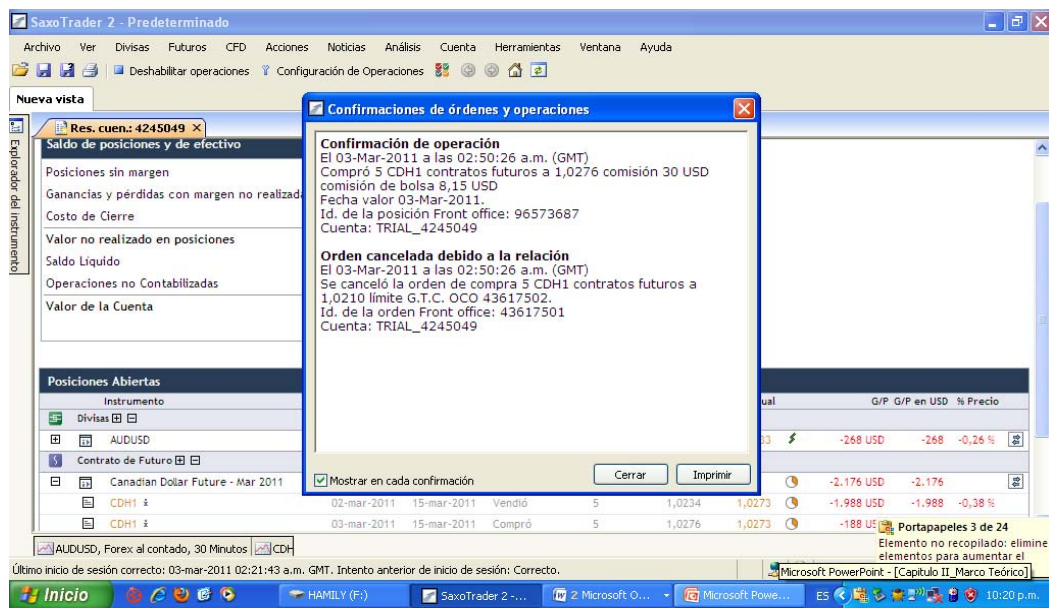 SaxoTrader 2 - Predeterminado
Archivo Ver Divisas Futuros CFD Acciones Noticias Análisis Cuenta Herramientas Ventana Ayuda
Deshabilitar operaciones Configuración de Operaciones
Nueva vista
Explorador del instrumento
Res. cuen.: 4245049
Saldo de posiciones y de efectivo
Posiciones sin margen
Ganancias y pérdidas con margen no realizad
Costo de Cierre
Valor no realizado en posiciones
Saldo Líquido
Operaciones no Contabilizadas
Valor de la Cuenta
Confirmaciones de órdenes y operaciones
Confirmación de operación
El 03-Mar-2011 a las 02:50:26 a.m. (GMT)
Compró 5 CDH1 contratos futuros a 1,0276 comisión 30 USD
comisión de bolsa 8,15 USD
Fecha valor 03-Mar-2011.
Id. de la posición Front office: 96573687
Cuenta: TRIAL_4245049
Orden cancelada debido a la relación
El 03-Mar-2011 a las 02:50:26 a.m. (GMT)
Se canceló la orden de compra 5 CDH1 contratos futuros a
1,0210 límite G.T.C. OCO 43617502.
Id. de la orden Front office: 43617501
Cuenta: TRIAL_4245049
Mostrar en cada confirmación
Cerrar Imprimir
Posiciones Abiertas
Instrumento ual G/P G/P en USD % Precio
Divisas
AUDUSD 33 -268 USD -268 -0,26 %
Contrato de Futuro
Canadian Dollar Future - Mar 2011 -2.176 USD -2.176
CDH1 02-mar-2011 15-mar-2011 Vendió 5 1,0234 1,0273 -1.988 USD -1.988 -0,38 %
CDH1 03-mar-2011 15-mar-2011 Compró 5 1,0276 1,0273 -188 US
Portapapeles 3 de 24
Elemento no recopilado: elimine
elementos para aumentar el
AUDUSD, Forex al contado, 30 Minutos CDH
Último inicio de sesión correcto: 03-mar-2011 02:21:43 a.m. GMT. Intento anterior de inicio de sesión: Correcto.
Microsoft PowerPoint - [Capitulo II_Marco Teórico]
Inicio HAMILY (F:) SaxoTrader 2 -... 2 Microsoft O... Microsoft Powe... ES 10:20 p.m.